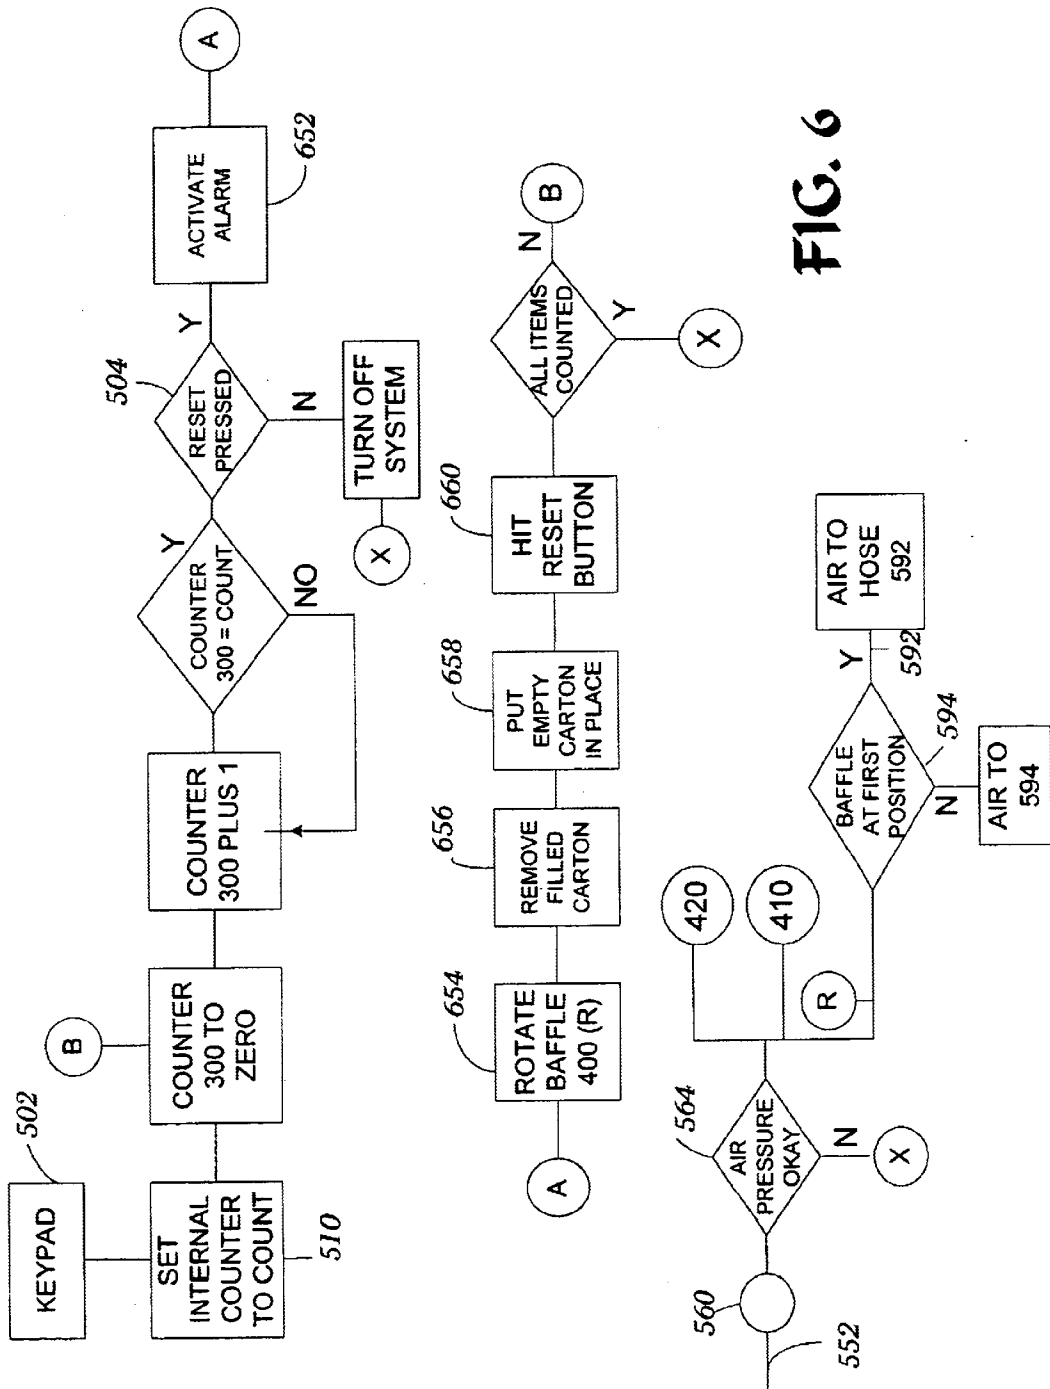 KEYPAD
502
SET
INTERNAL
COUNTER
TO COUNT
510
B
COUNTER
300 TO
ZERO
COUNTER
300 PLUS 1
COUNTER
300 = COUNT
Y
NO
RESET
PRESSED
504
Y
N
TURN OFF
SYSTEM
X
ACTIVATE
ALARM
652
A
A
ROTATE
BAFFLE
400 (R)
654
REMOVE
FILLED
CARTON
656
PUT
EMPTY
CARTON
IN PLACE
658
HIT
RESET
BUTTON
660
ALL ITEMS
COUNTED
N
B
Y
X
552
560
AIR
PRESSURE
OKAY
564
N
X
420
410
R
BAFFLE
AT FIRST
POSITION
594
Y
592
AIR TO
HOSE
592
N
AIR TO
594
FIG. 6